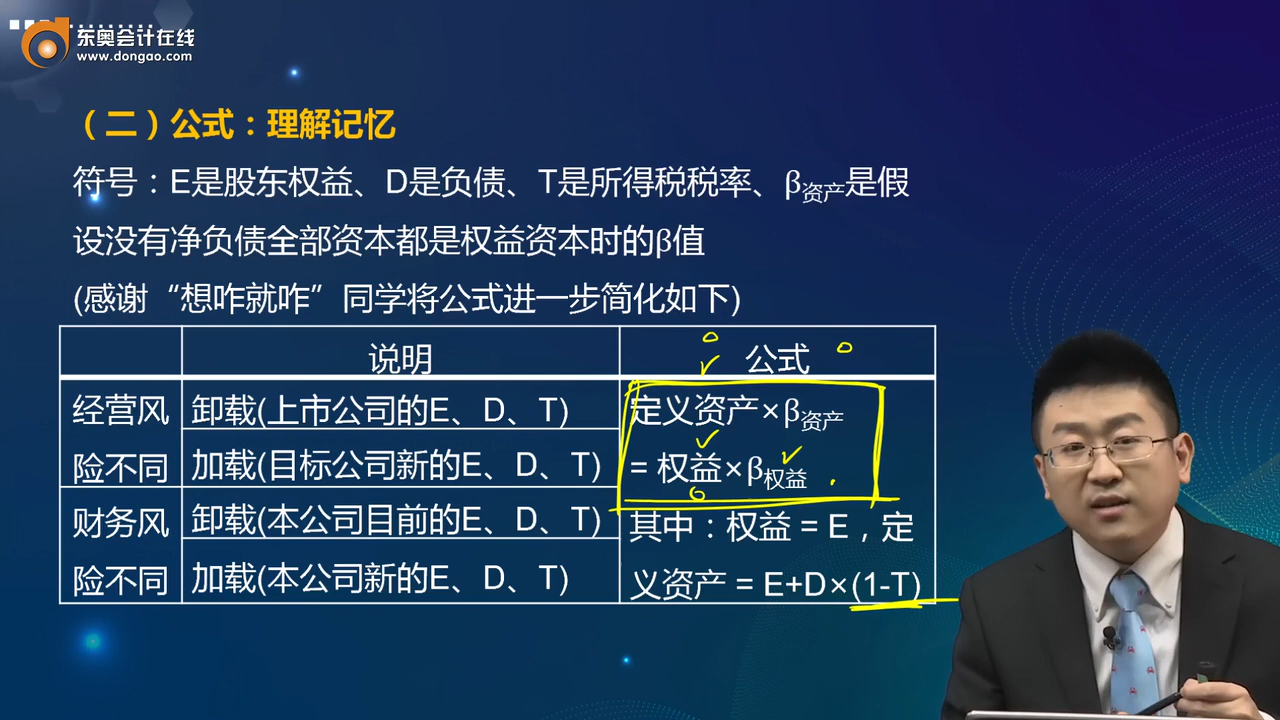 东奥会计在线
www.dongao.com
（二）公式：理解记忆
符号：E是股东权益、D是负债、T是所得税税率、β资产是假
设没有净负债全部资本都是权益资本时的β值
(感谢“想咋就咋”同学将公式进一步简化如下)
说明
公式
经营风
险不同
卸载(上市公司的E、D、T)
加载(目标公司新的E、D、T)
财务风
险不同
卸载(本公司目前的E、D、T)
加载(本公司新的E、D、T)
定义资产×β资产
= 权益×β权益
其中：权益 = E，定
义资产 = E+D×(1-T)